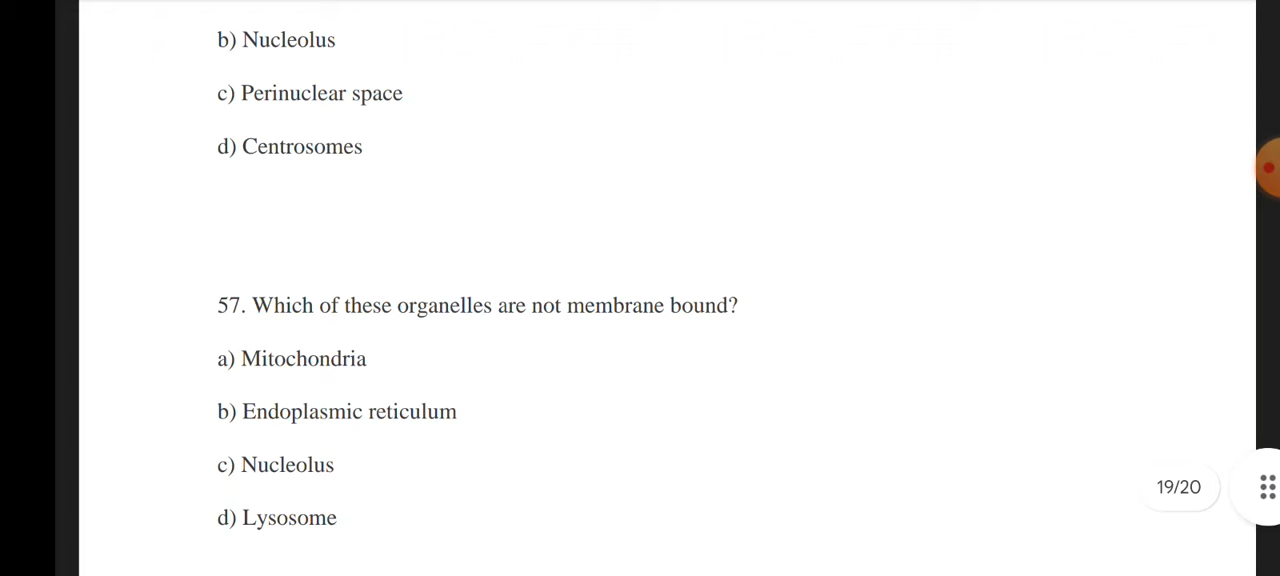 b) Nucleolus
c) Perinuclear space
d) Centrosomes
57. Which of these organelles are not membrane bound?
a) Mitochondria
b) Endoplasmic reticulum
c) Nucleolus
d) Lysosome
19/20